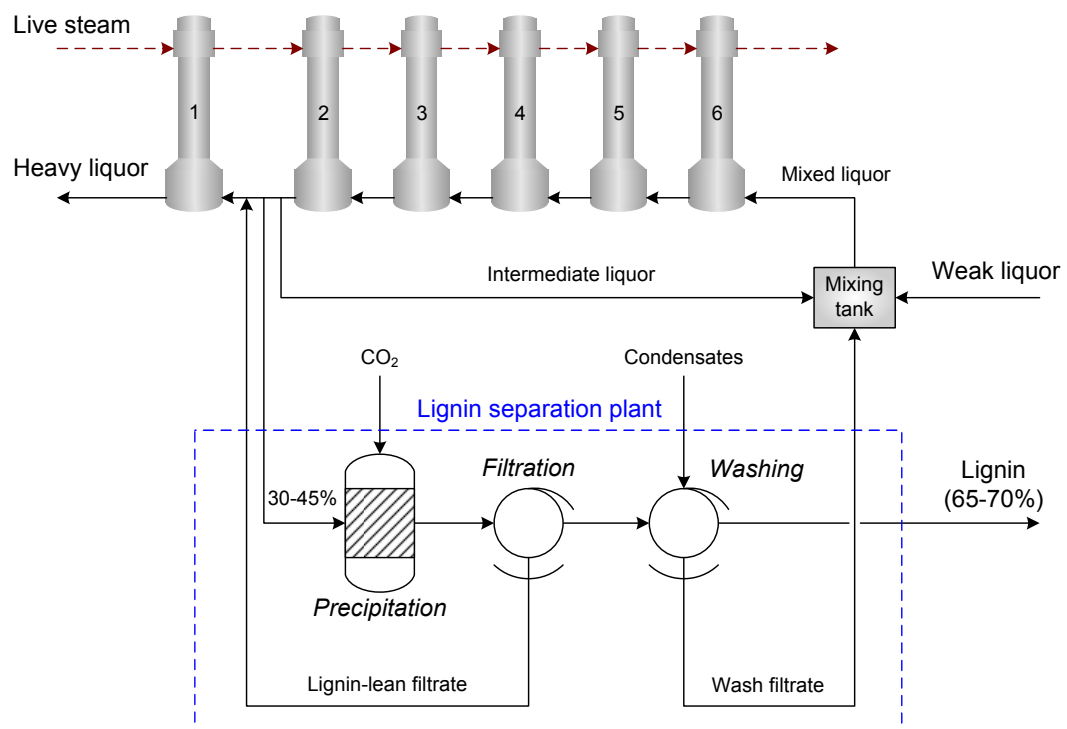 Live steam
1 2 3 4 5 6
Heavy liquor
Mixed liquor
Intermediate liquor
Mixing
tank
Weak liquor
CO₂
Condensates
Lignin separation plant
Filtration
Washing
Lignin
(65-70%)
30-45%
Precipitation
Lignin-lean filtrate
Wash filtrate